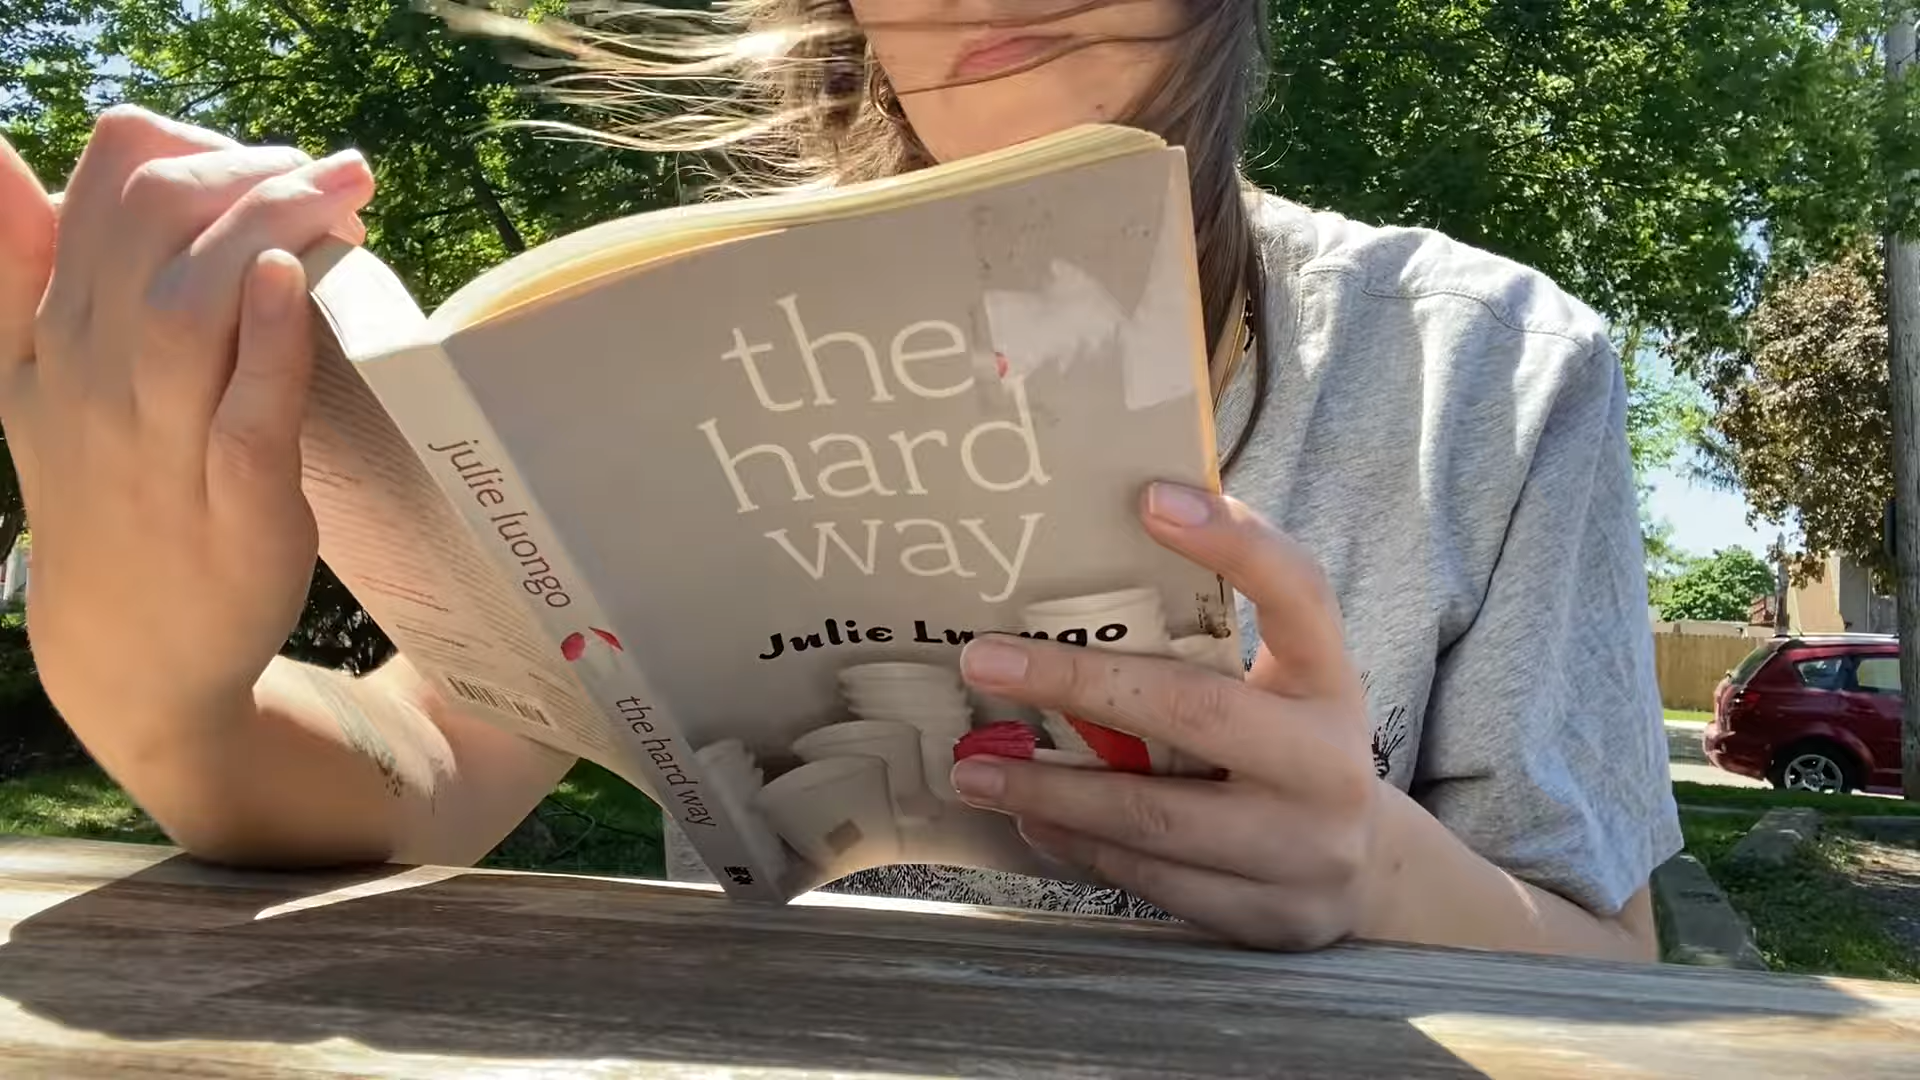 the
hard
way
Julie Luongo
julie luongo
the hard way